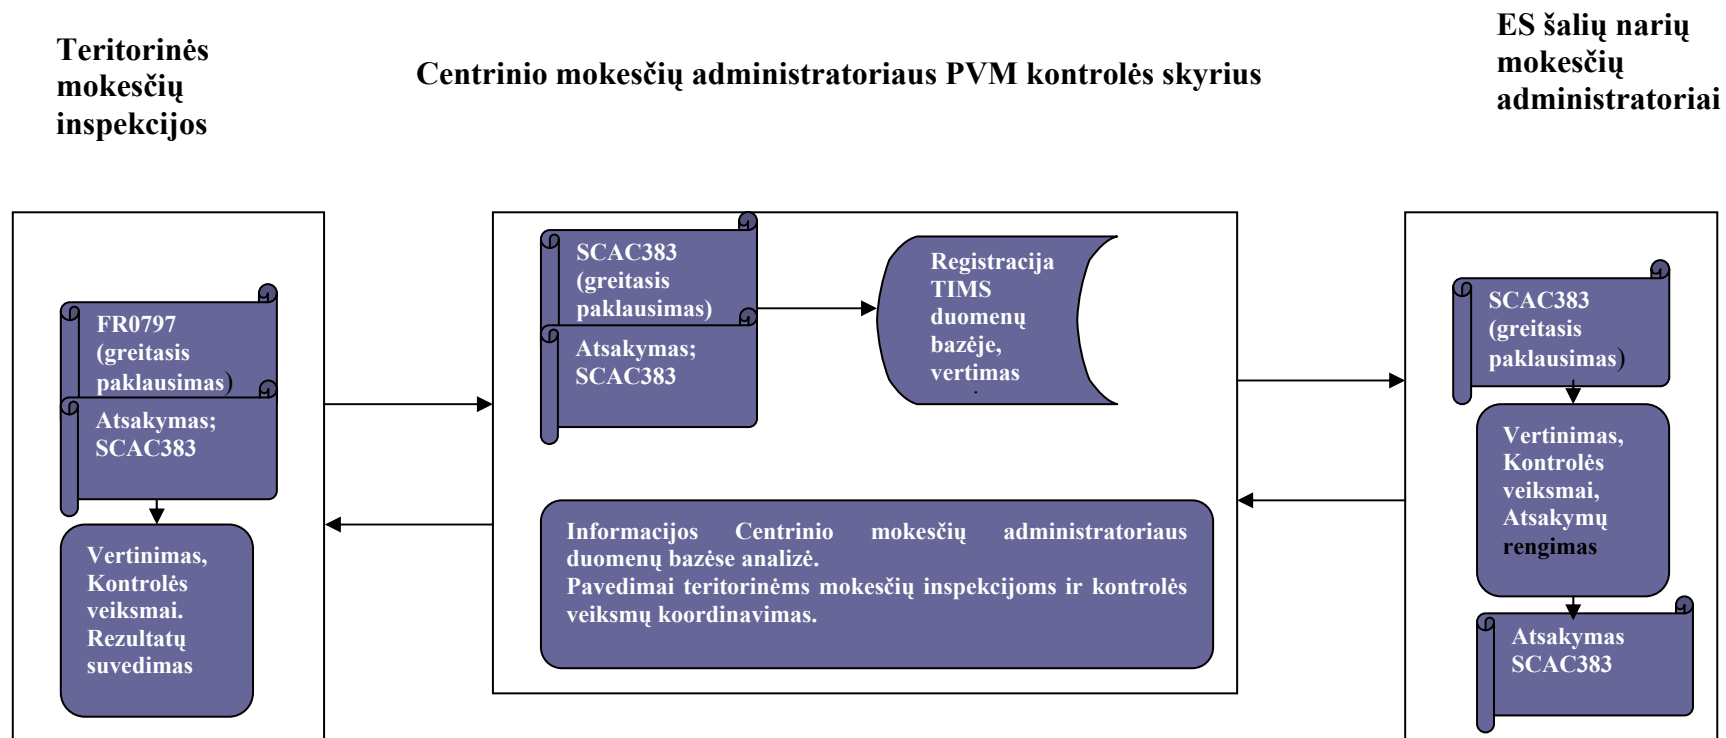 Teritorinės
mokesčių
inspekcijos
Centrinio mokesčių administratoriaus PVM kontrolės skyrius
ES šalių narių
mokesčių
administratoriai
FR0797
(greitasis
paklausimas)
Atsakymas;
SCAC383
Vertinimas,
Kontrolės
veiksmai.
Rezultatų
suvedimas
SCAC383
(greitasis
paklausimas)
Atsakymas;
SCAC383
Registracija
TIMS
duomenų
bazėje,
vertimas
.
Informacijos Centrinio mokesčių administratoriaus
duomenų bazėse analizė.
Pavedimai teritorinėms mokesčių inspekcijoms ir kontrolės
veiksmų koordinavimas.
SCAC383
(greitasis
paklausimas)
Vertinimas,
Kontrolės
veiksmai,
Atsakymų
rengimas
Atsakymas
SCAC383